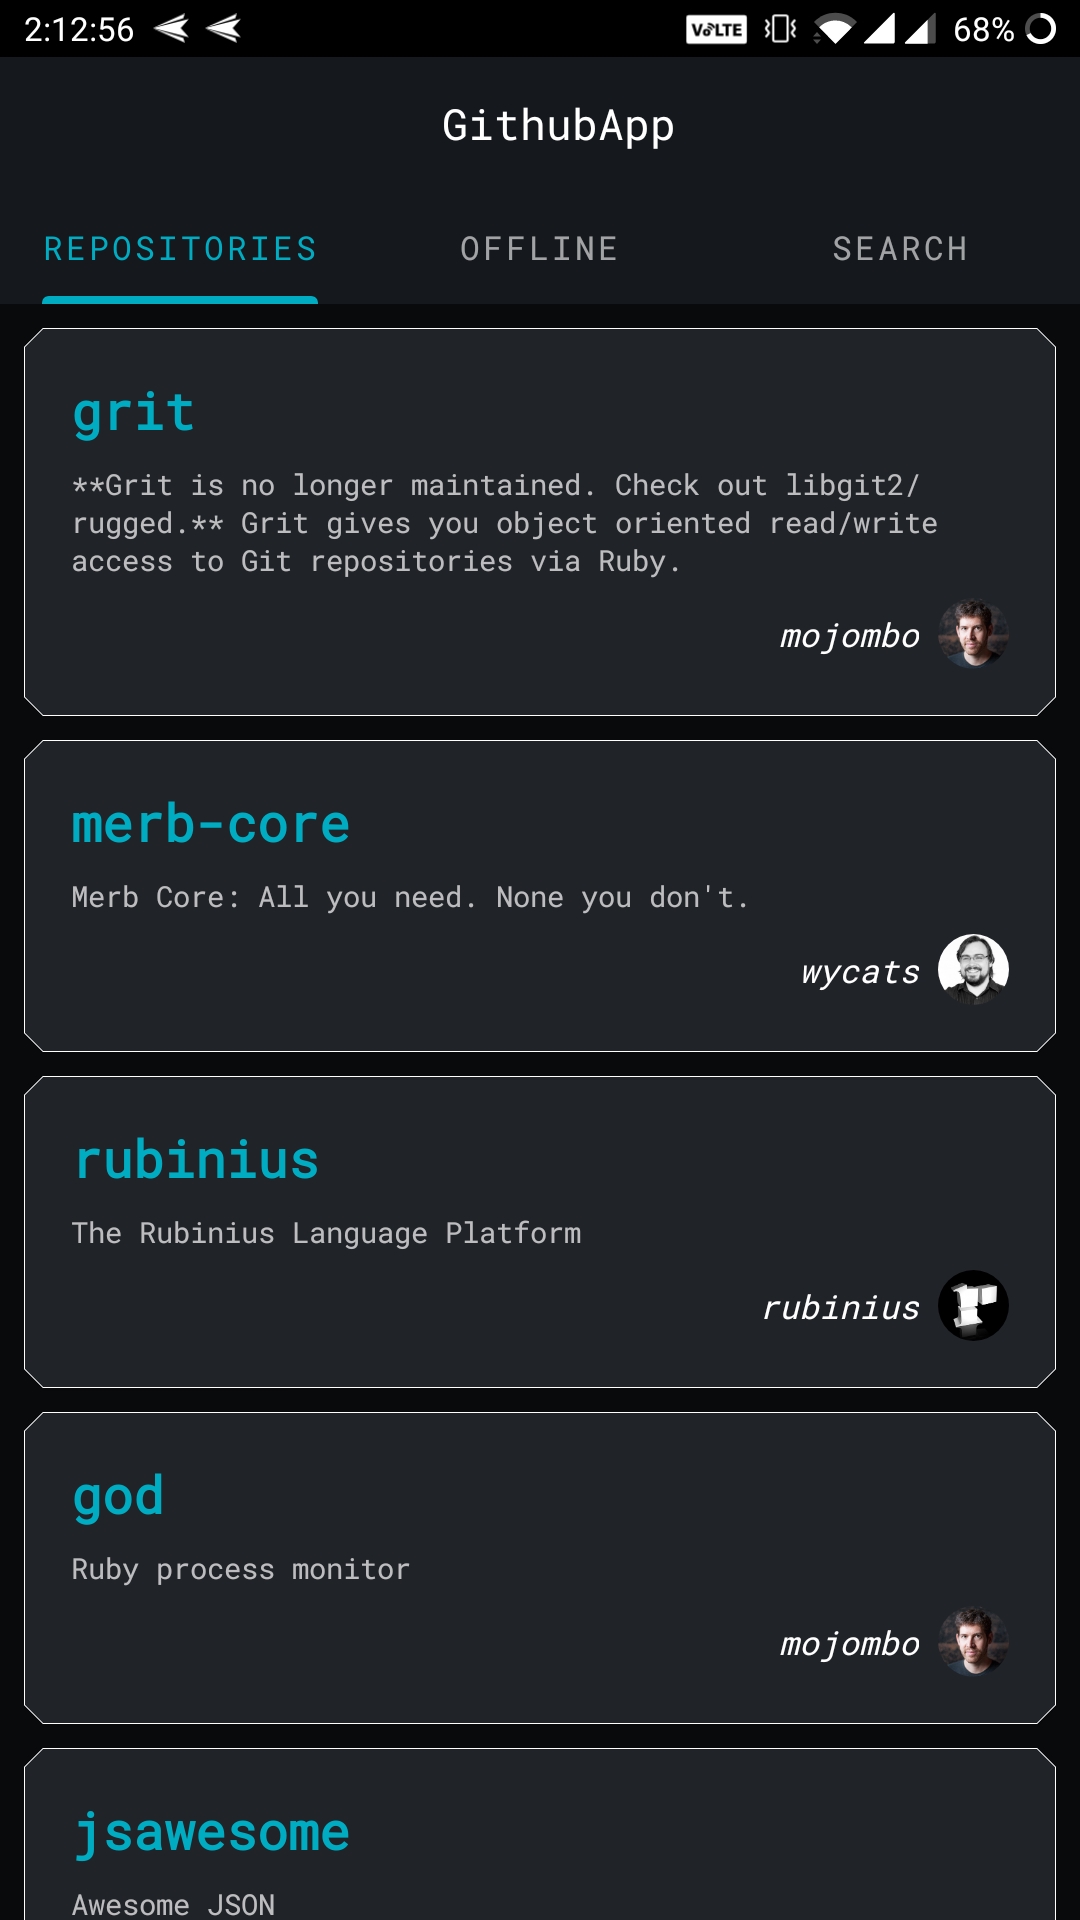 2:12:56 VoLTE 68%
GithubApp
REPOSITORIES OFFLINE SEARCH
grit
**Grit is no longer maintained. Check out libgit2/
rugged.** Grit gives you object oriented read/write
access to Git repositories via Ruby.
mojombo
merb-core
Merb Core: All you need. None you don't.
wycats
rubinius
The Rubinius Language Platform
rubinius
god
Ruby process monitor
mojombo
jsawesome
Awesome JSON